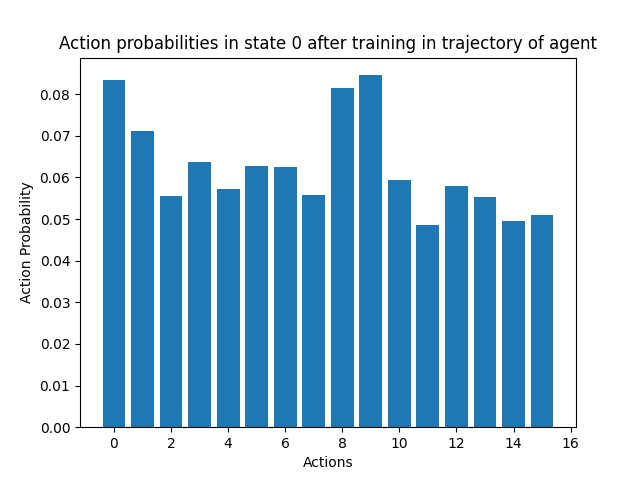 Action probabilities in state 0 after training in trajectory of agent
0.08
0.07
0.06
0.05
0.04
0.03
0.02
0.01
0.00
Action Probability
0 2 4 6 8 10 12 14 16
Actions